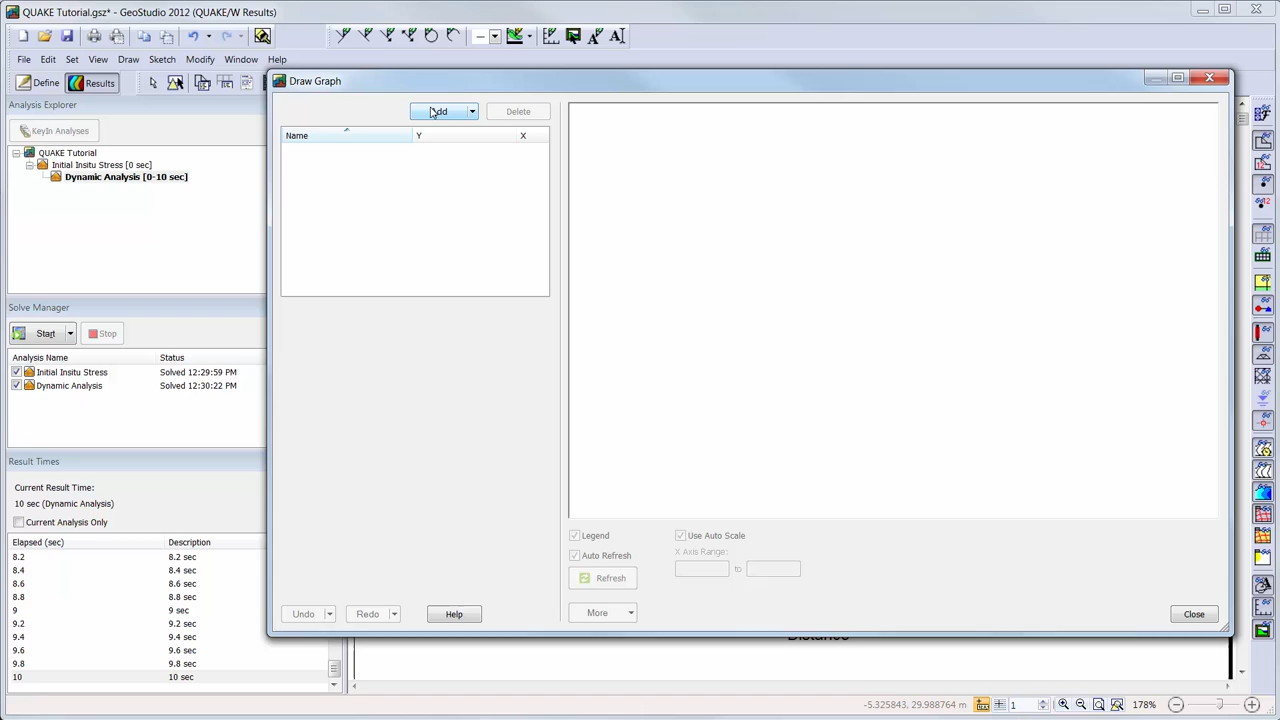 QUAKE Tutorial.gsz* - GeoStudio 2012 (QUAKE/W Results)
File Edit Set View Draw Sketch Modify Window Help
Define Results
Analysis Explorer
KeyIn Analyses
QUAKE Tutorial
Initial Insitu Stress [0 sec]
Dynamic Analysis [0-10 sec]
Solve Manager
Start Stop
Analysis Name Status
Initial Insitu Stress Solved 12:29:59 PM
Dynamic Analysis Solved 12:30:22 PM
Result Times
Current Result Time:
10 sec (Dynamic Analysis)
Current Analysis Only
Elapsed (sec) Description
8.2 8.2 sec
8.4 8.4 sec
8.6 8.6 sec
8.8 8.8 sec
9 9 sec
9.2 9.2 sec
9.4 9.4 sec
9.6 9.6 sec
9.8 9.8 sec
10 10 sec
Draw Graph
Add Delete
Name Y X
Legend Use Auto Scale
Auto Refresh X Axis Range:
to
Refresh
Undo Redo Help More Close
Distance
-5.325843, 29.988764 m 1 178%